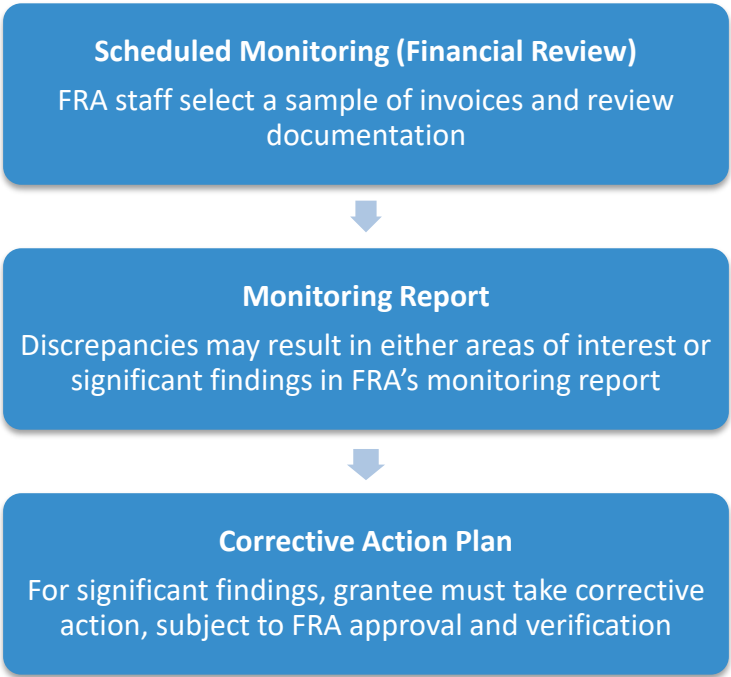 Scheduled Monitoring (Financial Review)
FRA staff select a sample of invoices and review
documentation
Monitoring Report
Discrepancies may result in either areas of interest or
significant findings in FRA's monitoring report
Corrective Action Plan
For significant findings, grantee must take corrective
action, subject to FRA approval and verification